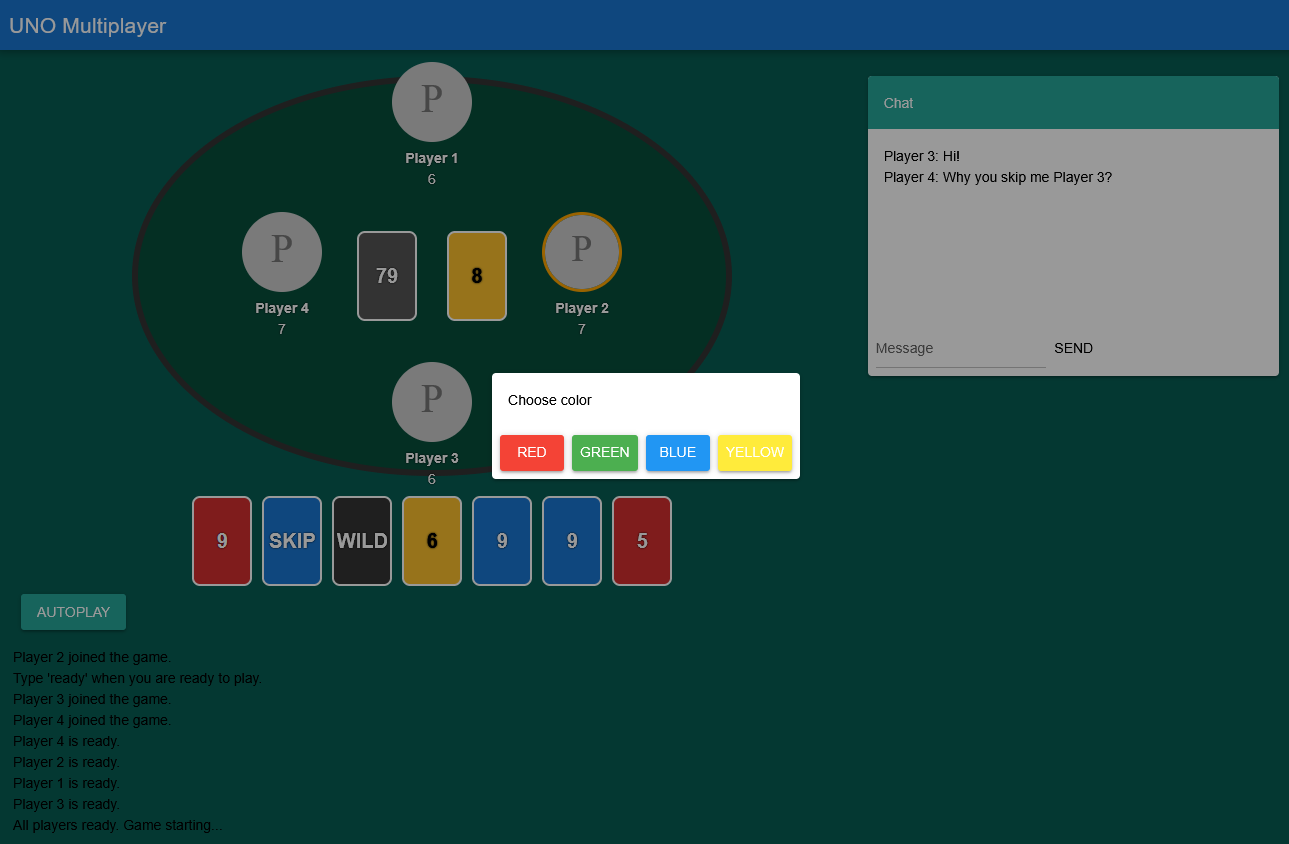 UNO Multiplayer
P
Player 1
6
Chat
Player 3: Hi!
Player 4: Why you skip me Player 3?
Message
SEND
P
Player 4
7
79
8
P
Player 2
7
P
Player 3
6
Choose color
RED
GREEN
BLUE
YELLOW
9
SKIP
WILD
6
9
9
5
AUTOPLAY
Player 2 joined the game.
Type 'ready' when you are ready to play.
Player 3 joined the game.
Player 4 joined the game.
Player 4 is ready.
Player 2 is ready.
Player 1 is ready.
Player 3 is ready.
All players ready. Game starting...